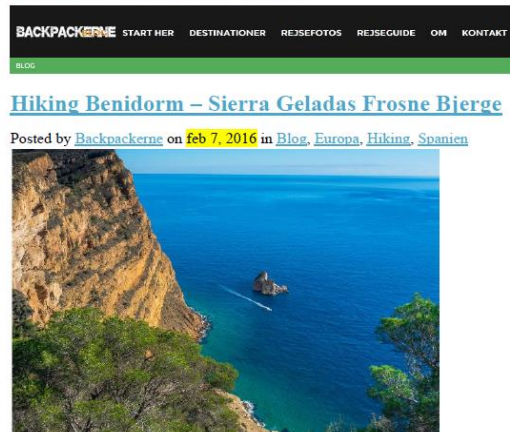 BACKPACKERNE START HER DESTINATIONER REJSEFOTOS REJSEGUIDE OM KONTAKT
BLOG
Hiking Benidorm – Sierra Geladas Frosne Bjerge
Posted by Backpackerne on feb 7, 2016 in Blog, Europa, Hiking, Spanien